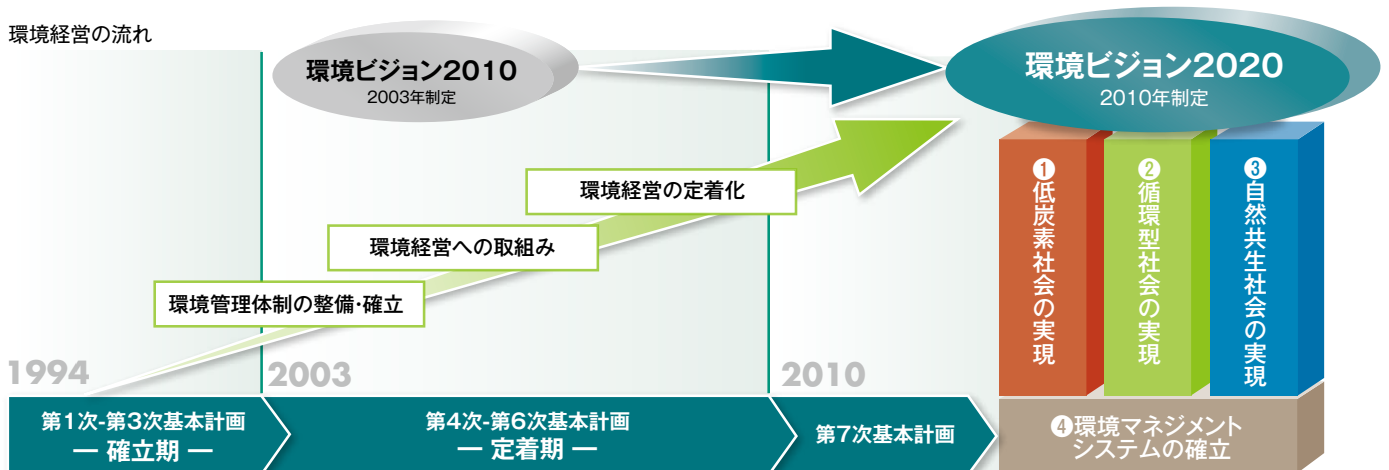 環境経営の流れ
環境ビジョン2010
2003年制定
環境ビジョン2020
2010年制定
環境経営の定着化
環境経営への取組み
環境管理体制の整備・確立
❶低炭素社会の実現
❷循環型社会の実現
❸自然共生社会の実現
1994
2003
2010
第1次-第3次基本計画
― 確立期 ―
第4次-第6次基本計画
― 定着期 ―
第7次基本計画
❹環境マネジメント
システムの確立